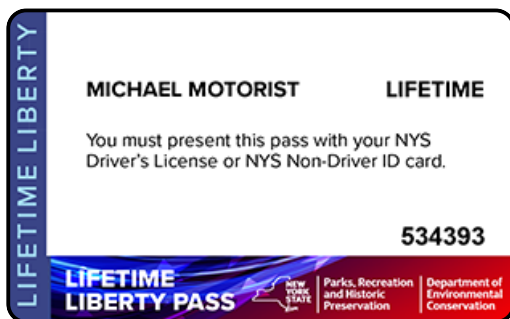 LIFETIME LIBERTY
MICHAEL MOTORIST LIFETIME
You must present this pass with your NYS
Driver's License or NYS Non-Driver ID card.
534393
LIFETIME
LIBERTY PASS
NEW
YORK
STATE
Parks, Recreation
and Historic
Preservation
Department of
Environmental
Conservation